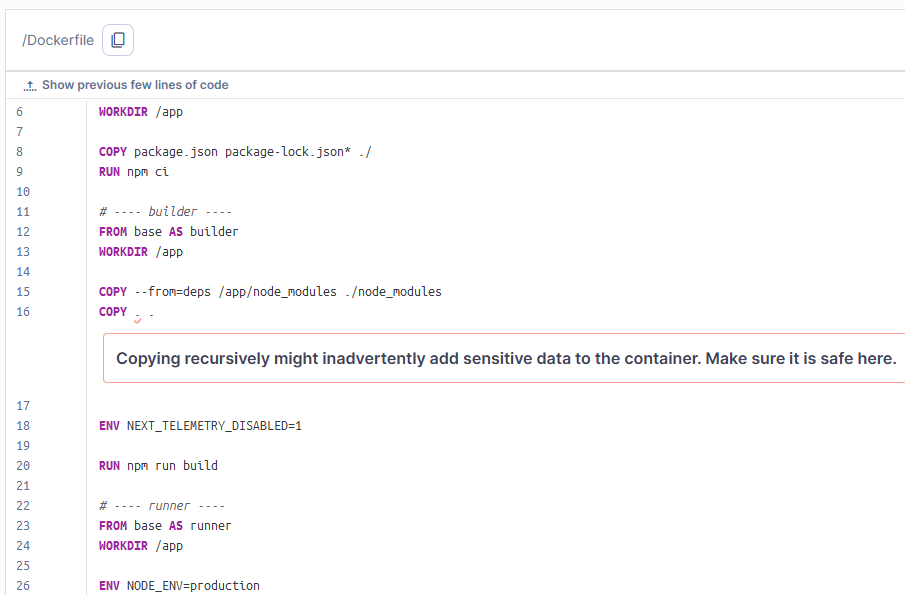 /Dockerfile
Show previous few lines of code
6 WORKDIR /app
7
8 COPY package.json package-lock.json* ./
9 RUN npm ci
10
11 # ---- builder ----
12 FROM base AS builder
13 WORKDIR /app
14
15 COPY --from=deps /app/node_modules ./node_modules
16 COPY . .
Copying recursively might inadvertently add sensitive data to the container. Make sure it is safe here.
17
18 ENV NEXT_TELEMETRY_DISABLED=1
19
20 RUN npm run build
21
22 # ---- runner ----
23 FROM base AS runner
24 WORKDIR /app
25
26 ENV NODE_ENV=production